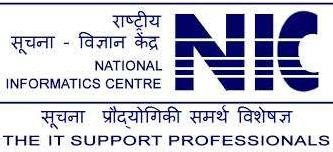 राष्ट्रीय
सूचना - विज्ञान केंद्र
NATIONAL
INFORMATICS CENTRE
NIC
सूचना प्रौद्योगिकी समर्थ विशेषज्ञ
THE IT SUPPORT PROFESSIONALS